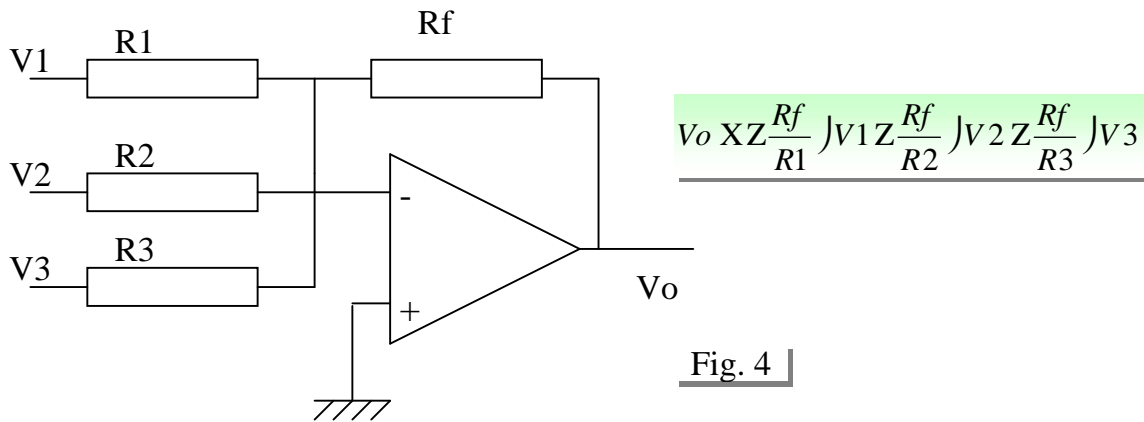 Rf
R1
V1
Vo XZ Rf/R1 ⌡V1 Z Rf/R2 ⌡V2 Z Rf/R3 ⌡V3
R2
V2
-
R3
V3
+
Vo
Fig. 4